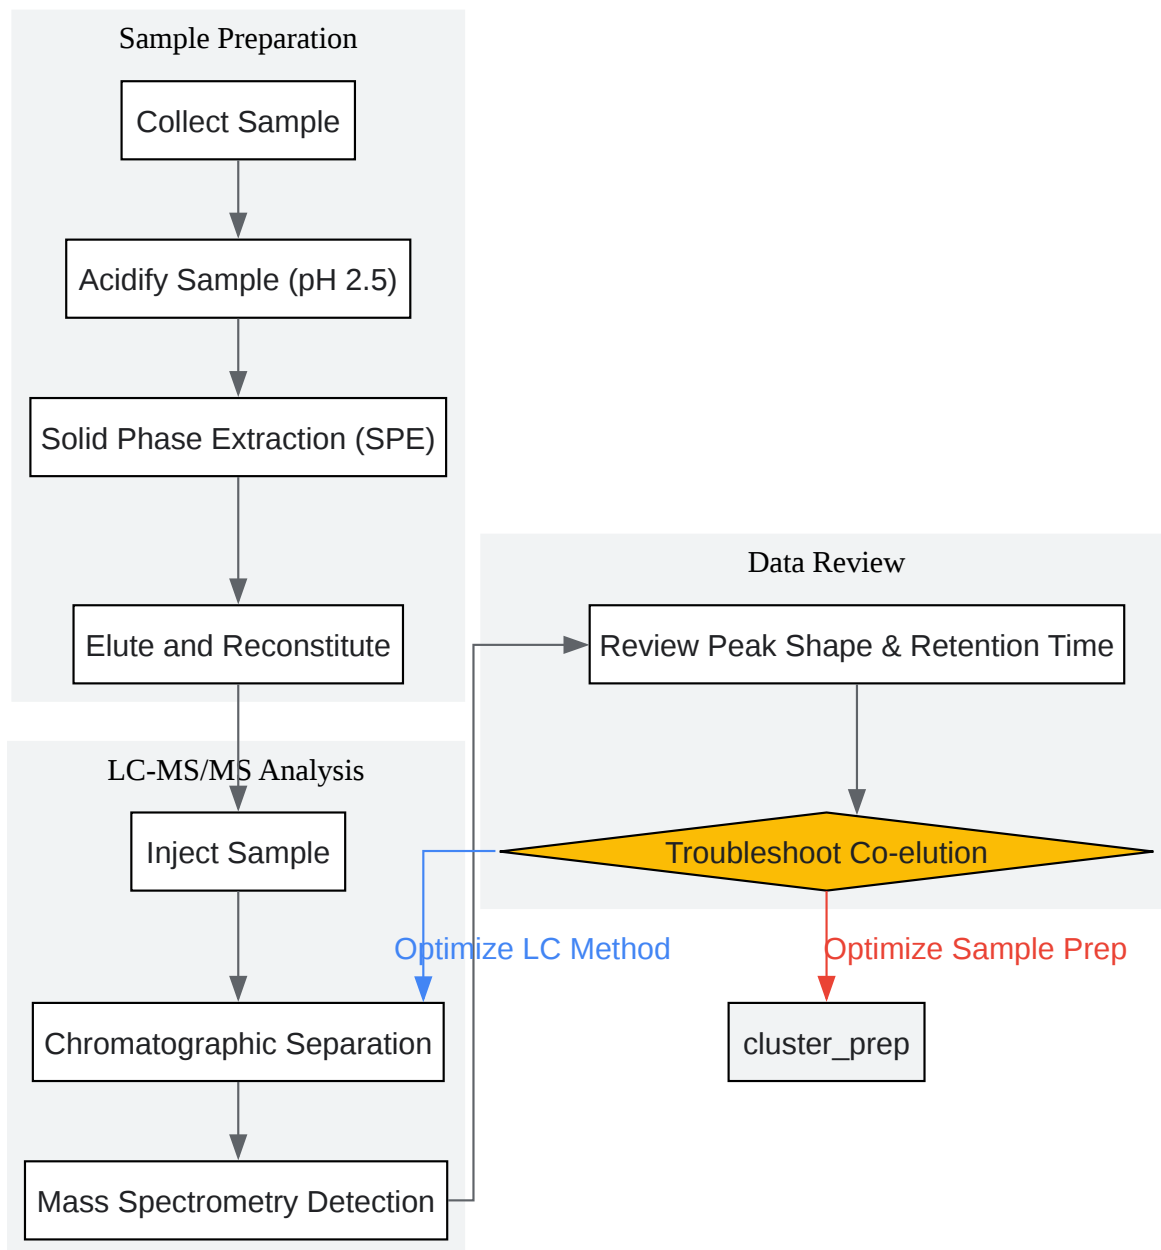 Sample Preparation
Collect Sample
Acidify Sample (pH 2.5)
Solid Phase Extraction (SPE)
Elute and Reconstitute
LC-MS/MS Analysis
Inject Sample
Chromatographic Separation
Mass Spectrometry Detection
Data Review
Review Peak Shape & Retention Time
Troubleshoot Co-elution
Optimize LC Method
Optimize Sample Prep
cluster_prep